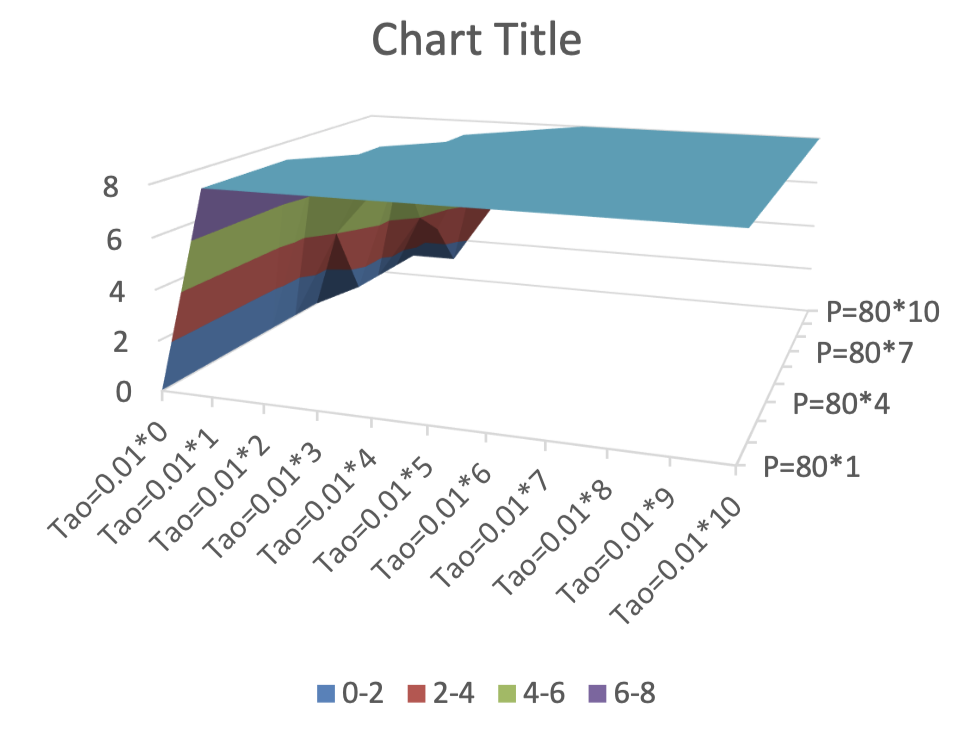 Chart Title
8
6
4
2
0
P=80*10
P=80*7
P=80*4
P=80*1
Tao=0.01*0
Tao=0.01*1
Tao=0.01*2
Tao=0.01*3
Tao=0.01*4
Tao=0.01*5
Tao=0.01*6
Tao=0.01*7
Tao=0.01*8
Tao=0.01*9
Tao=0.01*10
0-2 2-4 4-6 6-8